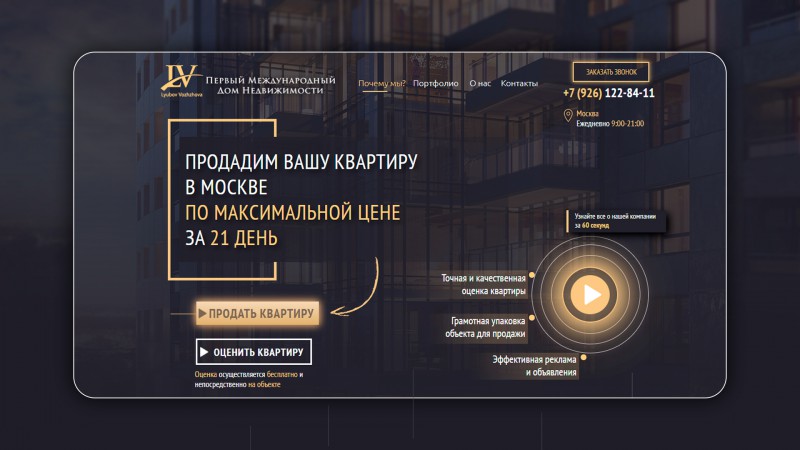 LV
Lyubov Vozhzhova
Первый Международный
Дом Недвижимости
Почему мы? Портфолио О нас Контакты
ЗАКАЗАТЬ ЗВОНОК
+7 (926) 122-84-11
Москва
Ежедневно 9:00-21:00
ПРОДАДИМ ВАШУ КВАРТИРУ
В МОСКВЕ
ПО МАКСИМАЛЬНОЙ ЦЕНЕ
ЗА 21 ДЕНЬ
Узнайте все о нашей компании
за 60 секунд
Точная и качественная
оценка квартиры
Грамотная упаковка
объекта для продажи
Эффективная реклама
и объявления
ПРОДАТЬ КВАРТИРУ
ОЦЕНИТЬ КВАРТИРУ
Оценка осуществляется бесплатно и
непосредственно на объекте